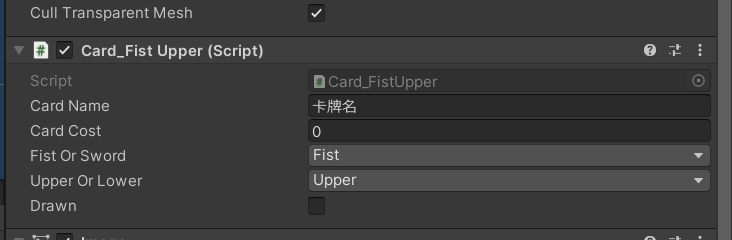 Cull Transparent Mesh
Card_Fist Upper (Script)
Script Card_FistUpper
Card Name 卡牌名
Card Cost 0
Fist Or Sword Fist
Upper Or Lower Upper
Drawn